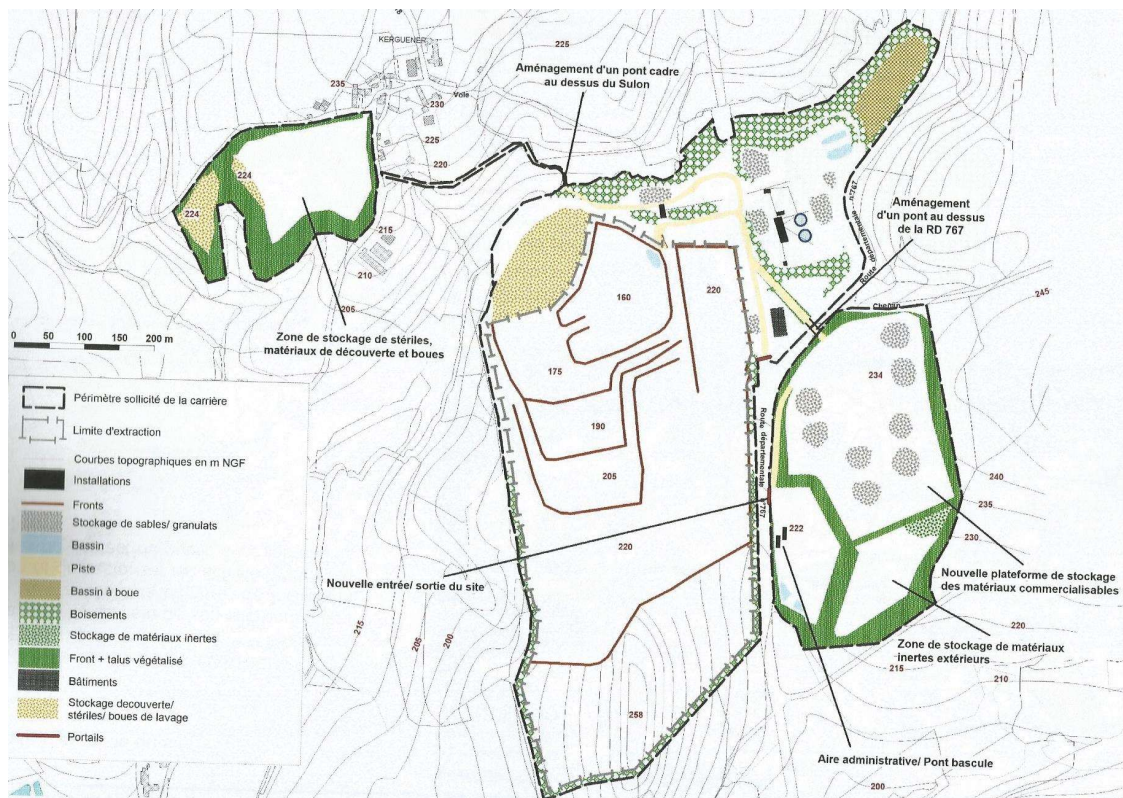 KERGUENER
225
Aménagement d'un pont cadre
au dessus du Sulon
235
Voie
230
225
220
224
224
215
210
205
Zone de stockage de stériles,
matériaux de découverte et boues
Aménagement
d'un pont au dessus
de la RD 767
Route départementale n°767
Chemin
245
160
220
175
190
205
220
234
222
258
Route départementale n°767
240
235
230
220
215
210
200
215
205
200
0 50 100 150 200 m
Périmètre sollicité de la carrière
Limite d'extraction
Courbes topographiques en m NGF
Installations
Fronts
Stockage de sables/ granulats
Bassin
Piste
Bassin à boue
Boisements
Stockage de matériaux inertes
Front + talus végétalisé
Bâtiments
Stockage decouverte/
stériles/ boues de lavage
Portails
Nouvelle entrée/ sortie du site
Nouvelle plateforme de stockage
des matériaux commercialisables
Zone de stockage de matériaux
inertes extérieurs
Aire administrative/ Pont bascule